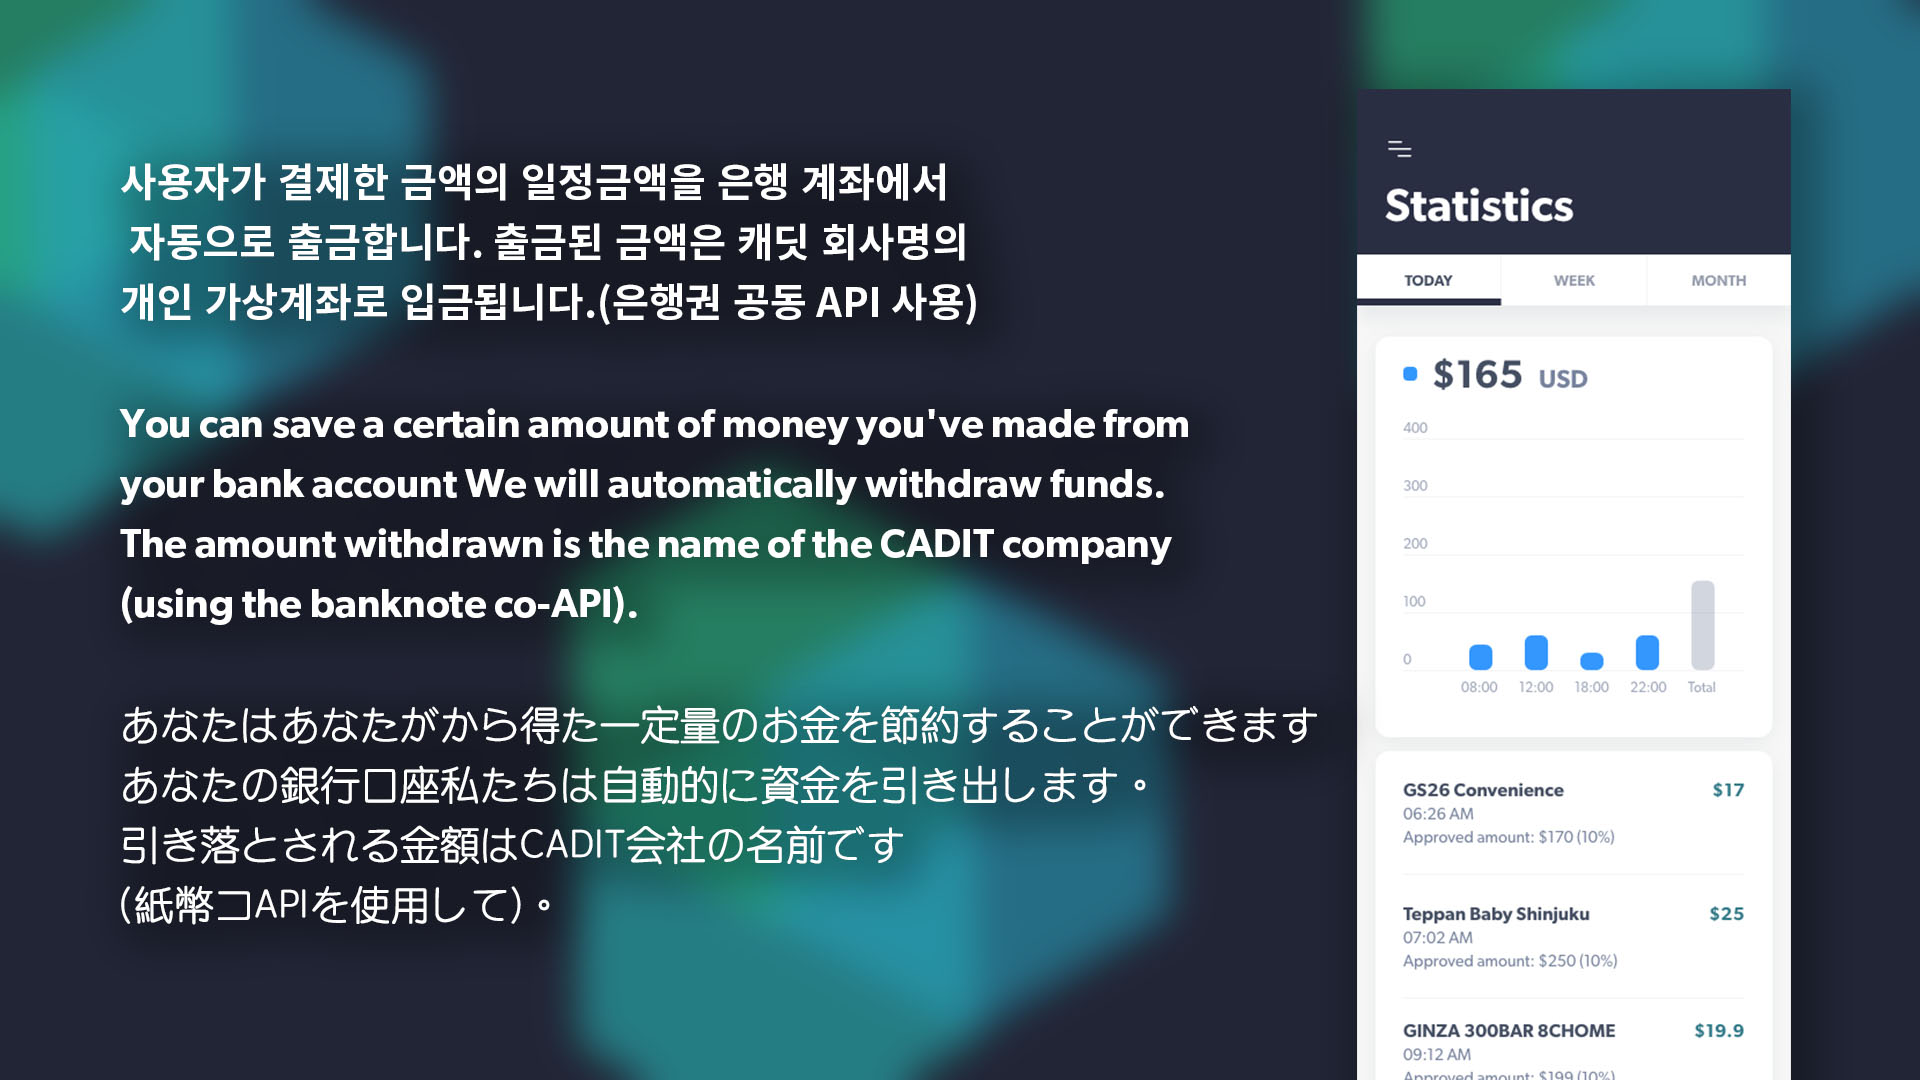 사용자가 결제한 금액의 일정금액을 은행 계좌에서
자동으로 출금합니다. 출금된 금액은 캐딧 회사명의
개인 가상계좌로 입금됩니다.(은행권 공동 API 사용)
You can save a certain amount of money you've made from
your bank account We will automatically withdraw funds.
The amount withdrawn is the name of the CADIT company
(using the banknote co-API).
あなたはあなたがから得た一定量のお金を節約することができます
あなたの銀行口座私たちは自動的に資金を引き出します。
引き落とされる金額はCADIT会社の名前です
(紙幣コAPIを使用して)。
Statistics
TODAY WEEK MONTH
$165 USD
400
300
200
100
0
08:00 12:00 18:00 22:00 Total
GS26 Convenience $17
06:26 AM
Approved amount: $170 (10%)
Teppan Baby Shinjuku $25
07:02 AM
Approved amount: $250 (10%)
GINZA 300BAR 8CHOME $19.9
09:12 AM
Approved amount: $199 (10%)